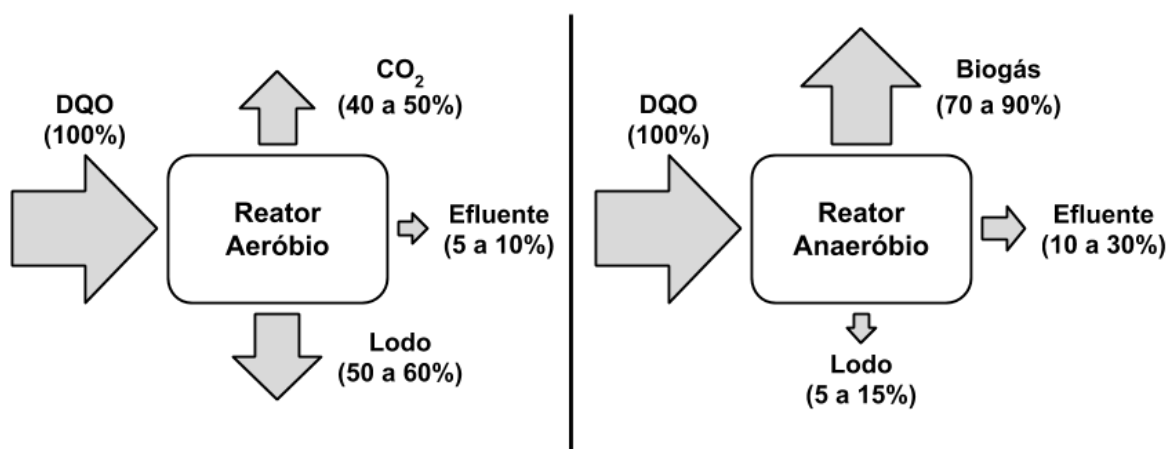 DQO
(100%)
CO₂
(40 a 50%)
Reator
Aeróbio
Efluente
(5 a 10%)
Lodo
(50 a 60%)
DQO
(100%)
Biogás
(70 a 90%)
Reator
Anaeróbio
Efluente
(10 a 30%)
Lodo
(5 a 15%)